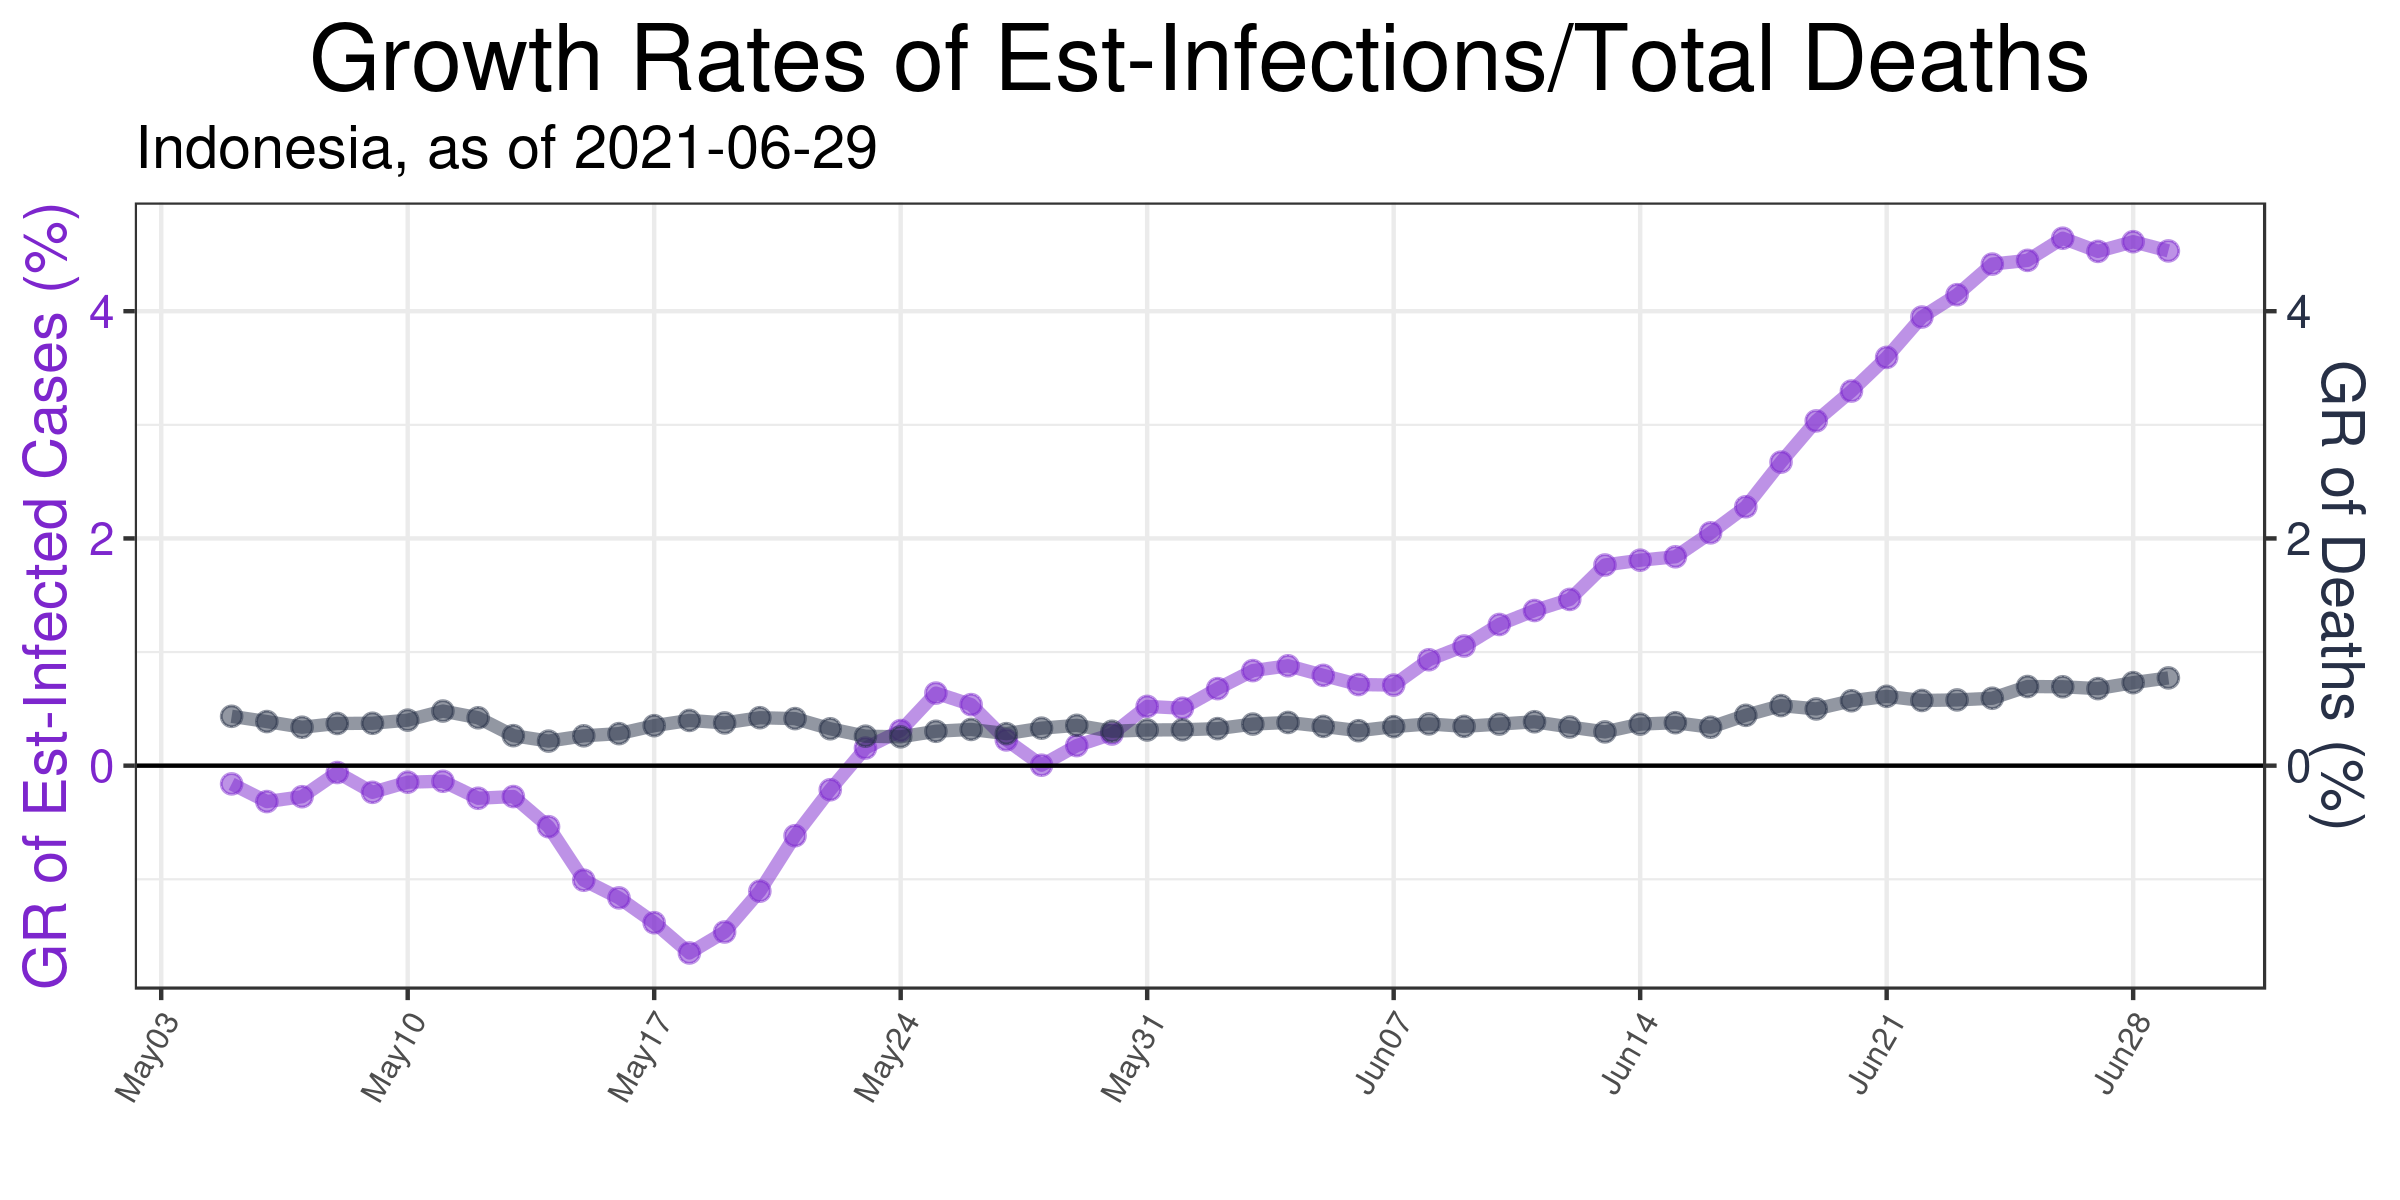 Growth Rates of Est-Infections/Total Deaths
Indonesia, as of 2021-06-29
GR of Est-Infected Cases (%)
4
2
0
4
2
0
GR of Deaths (%)
May03
May10
May17
May24
May31
Jun07
Jun14
Jun21
Jun28